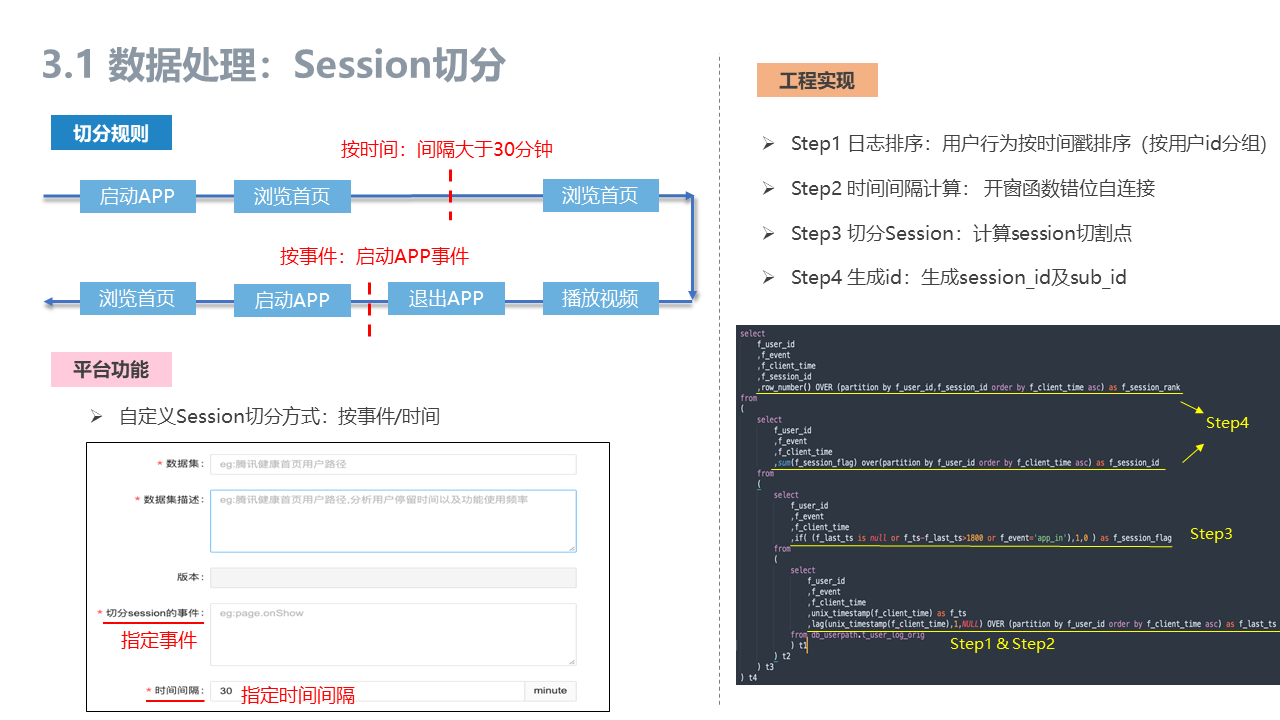 3.1 数据处理：Session切分
切分规则
按时间：间隔大于30分钟
启动APP
浏览首页
浏览首页
按事件：启动APP事件
浏览首页
启动APP
退出APP
播放视频
平台功能
➢ 自定义Session切分方式：按事件/时间
* 数据集：
eg:腾讯健康首页用户路径
* 数据集描述：
eg:腾讯健康首页用户路径,分析用户停留时间以及功能使用频率
版本：
* 切分session的事件：
eg:page.onShow
指定事件
* 时间间隔：
30
指定时间间隔
minute
工程实现
➢ Step1 日志排序：用户行为按时间戳排序（按用户id分组)
➢ Step2 时间间隔计算： 开窗函数错位自连接
➢ Step3 切分Session：计算session切割点
➢ Step4 生成id：生成session_id及sub_id
select
f_user_id
,f_event
,f_client_time
,f_session_id
,row_number() OVER (partition by f_user_id,f_session_id order by f_client_time asc) as f_session_rank
from
(
select
f_user_id
,f_event
,f_client_time
,sum(f_session_flag) over(partition by f_user_id order by f_client_time asc) as f_session_id
from
(
select
f_user_id
,f_event
,f_client_time
,if( (f_last_ts is null or f_ts-f_last_ts>1800 or f_event='app_in'),1,0 ) as f_session_flag
from
(
select
f_user_id
,f_event
,f_client_time
,unix_timestamp(f_client_time) as f_ts
,lag(unix_timestamp(f_client_time),1,NULL) OVER (partition by f_user_id order by f_client_time asc) as f_last_ts
from db_userpath.t_user_log_orig
) t1
) t2
) t3
) t4
Step4
Step3
Step1 & Step2